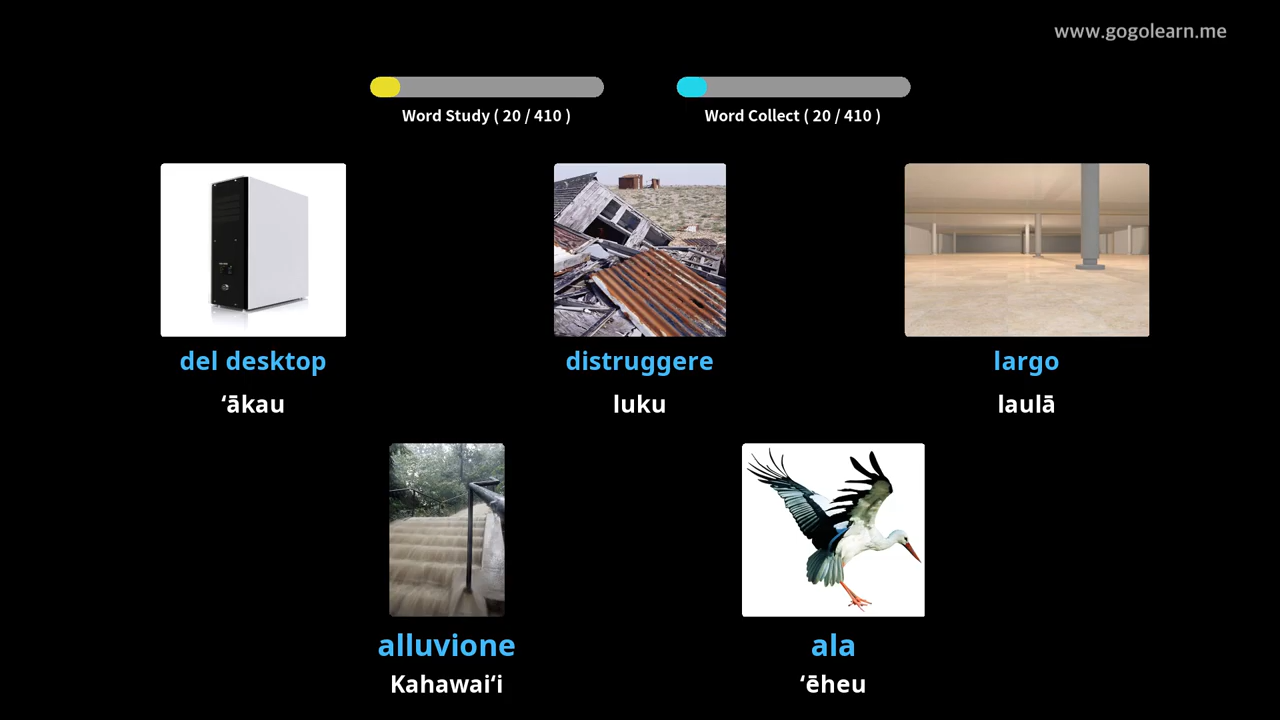 www.gogolearn.me
Word Study ( 20 / 410 )
Word Collect ( 20 / 410 )
del desktop
distruggere
largo
ʻākau
luku
laulā
alluvione
ala
Kahawaiʻi
ʻēheu